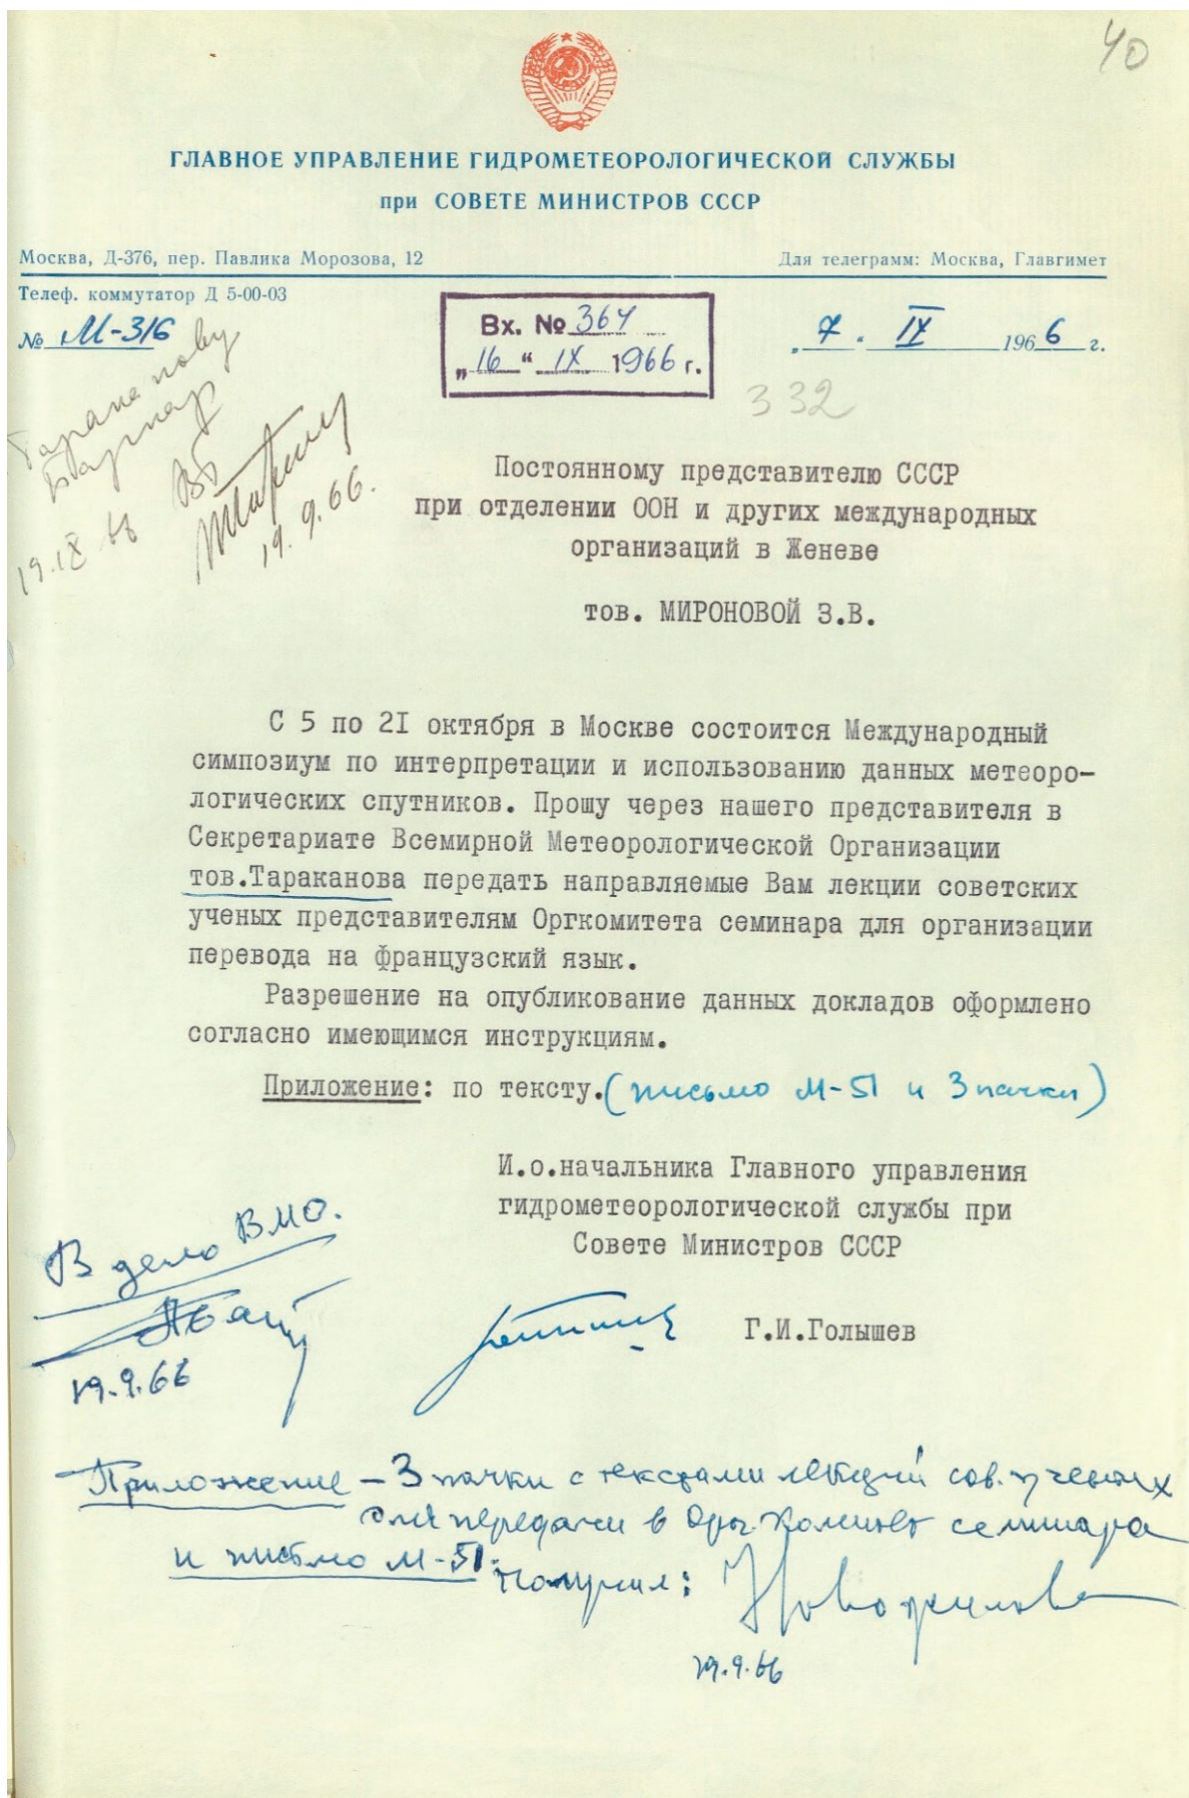 40
ГЛАВНОЕ УПРАВЛЕНИЕ ГИДРОМЕТЕОРОЛОГИЧЕСКОЙ СЛУЖБЫ
при СОВЕТЕ МИНИСТРОВ СССР
Москва, Д-376, пер. Павлика Морозова, 12
Для телеграмм: Москва, Главгимет
Телеф. коммутатор Д 5-00-03
№ М-316
Вх. № 364
„16“ IX 1966 г.
„7. IX 1966 г.
332
19.IX 66
19.9.66.
Постоянному представителю СССР
при отделении ООН и других международных
организаций в Женеве
тов. МИРОНОВОЙ З.В.
С 5 по 2I октября в Москве состоится Международный
симпозиум по интерпретации и использованию данных метеоро-
логических спутников. Прошу через нашего представителя в
Секретариате Всемирной Метеорологической Организации
тов.Тараканова передать направляемые Вам лекции советских
ученых представителям Оргкомитета семинара для организации
перевода на французский язык.
Разрешение на опубликование данных докладов оформлено
согласно имеющимся инструкциям.
Приложение: по тексту. (письмо М-51 и 3 пачки)
И.о.начальника Главного управления
гидрометеорологической службы при
Совете Министров СССР
Г.И.Голышев
В дело ВМО.
19.9.66
Приложение – 3 пачки с текстами лекций сов. ученых
для передачи в Орг. Комитет семинара
и письмо М-51.
Получил:
19.9.66